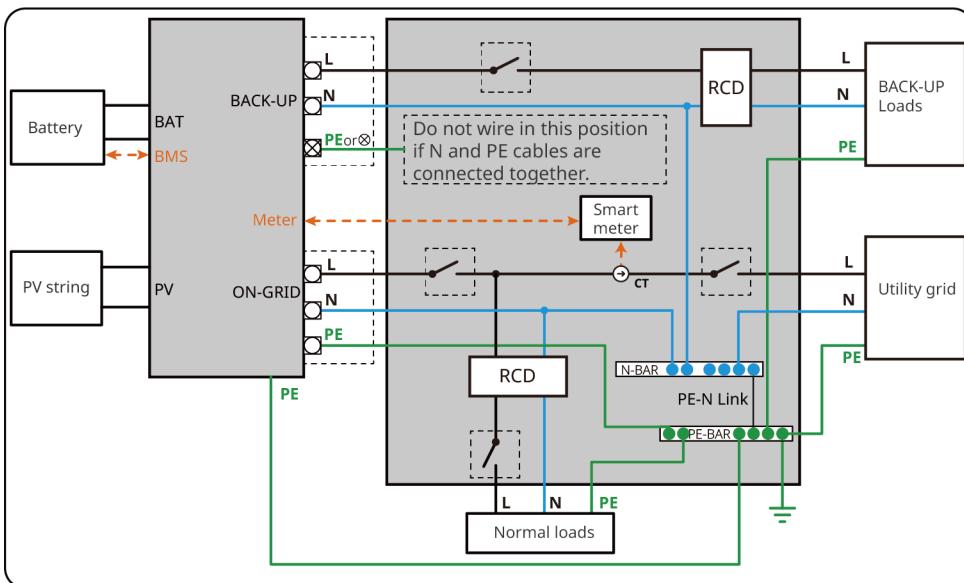 L
BACK-UP
N
PEor⊗
Battery
BAT
BMS
Meter
PV string
PV
ON-GRID
L
N
PE
PE
Do not wire in this position
if N and PE cables are
connected together.
RCD
Smart
meter
CT
RCD
N-BAR
PE-N Link
PE-BAR
L
N
PE
BACK-UP
Loads
L
N
PE
Utility grid
L
N
PE
Normal loads